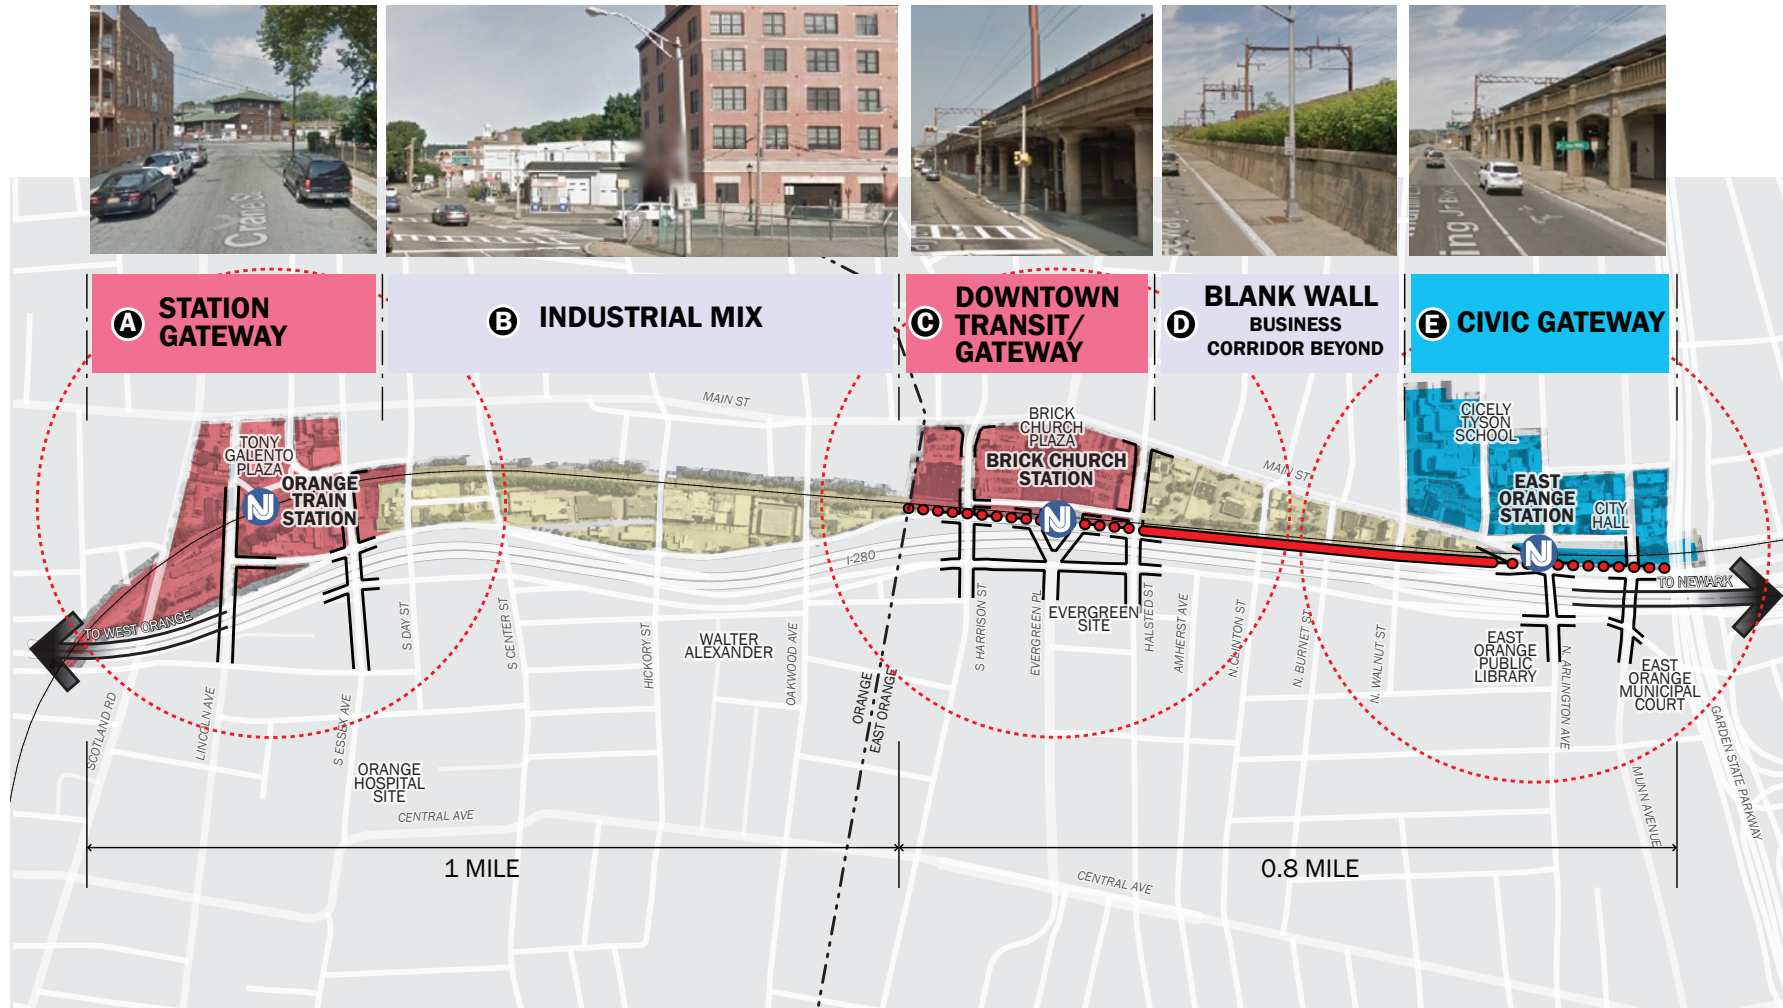 Crane St
ing Jr Blv
A
STATION
GATEWAY
B
INDUSTRIAL MIX
C
DOWNTOWN
TRANSIT/
GATEWAY
D
BLANK WALL
BUSINESS
CORRIDOR BEYOND
E
CIVIC GATEWAY
MAIN ST
TONY
GALENTO
PLAZA
ORANGE
TRAIN
STATION
BRICK
CHURCH
PLAZA
BRICK CHURCH
STATION
MAIN ST
CICELY
TYSON
SCHOOL
EAST
ORANGE
STATION
CITY
HALL
I-280
TO WEST ORANGE
TO NEWARK
SCOTLAND RD
LINCOLN AVE
S ESSEX AVE
S DAY ST
S CENTER ST
HICKORY ST
WALTER
ALEXANDER
OAKWOOD AVE
ORANGE
EAST ORANGE
S HARRISON ST
EVERGREEN PL
EVERGREEN
SITE
HALSTED ST
AMHERST AVE
N.CLINTON ST
N. BURNET ST
N. WALNUT ST
EAST
ORANGE
PUBLIC
LIBRARY
N. ARLINGTON AVE
EAST
ORANGE
MUNICIPAL
COURT
MUNN AVENUE
GARDEN STATE PARKWAY
ORANGE
HOSPITAL
SITE
CENTRAL AVE
1 MILE
0.8 MILE
CENTRAL AVE